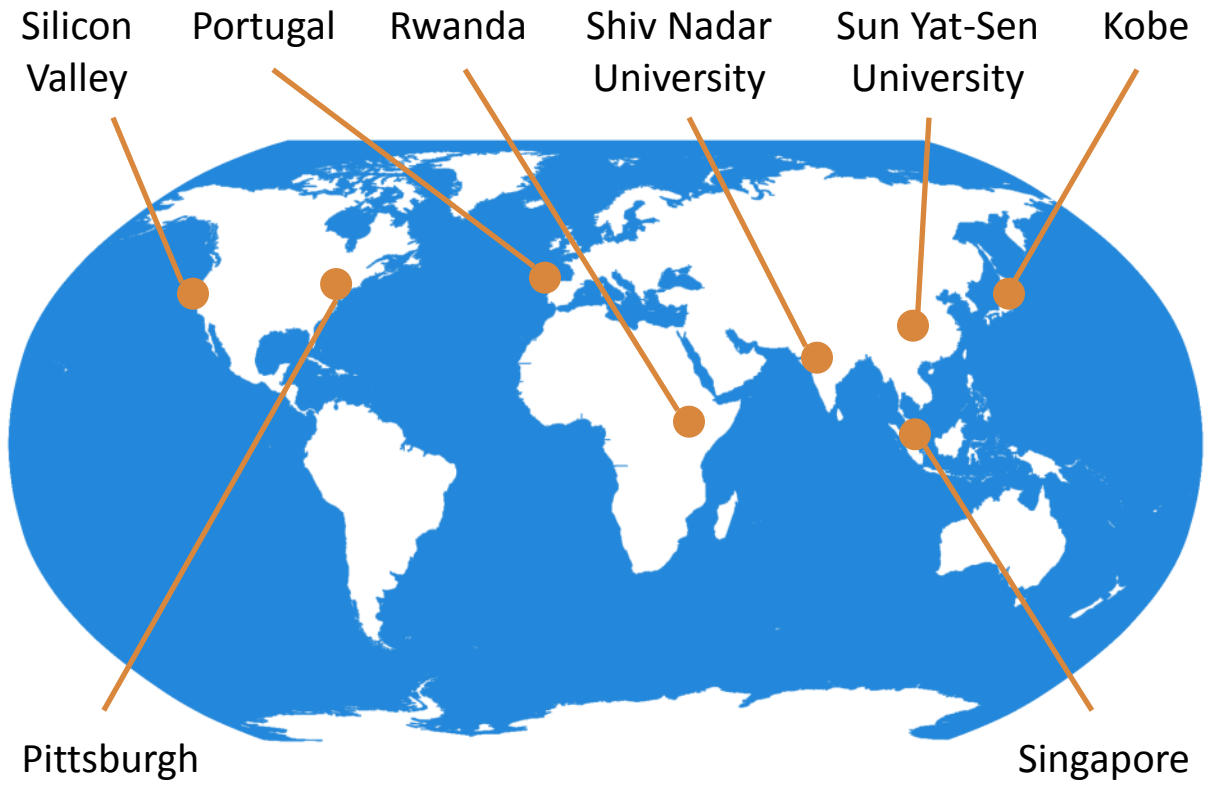 Silicon
Valley
Portugal
Rwanda
Shiv Nadar
University
Sun Yat-Sen
University
Kobe
Pittsburgh
Singapore